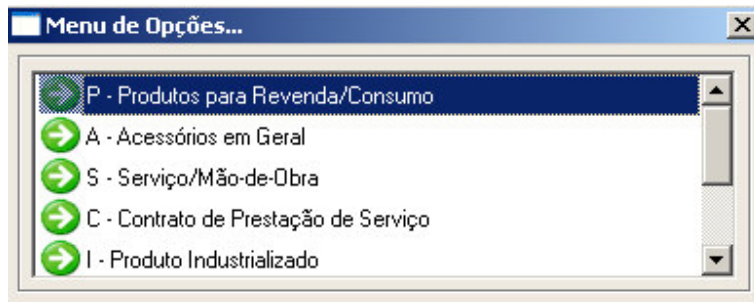 Menu de Opções...
P - Produtos para Revenda/Consumo
A - Acessórios em Geral
S - Serviço/Mão-de-Obra
C - Contrato de Prestação de Serviço
I - Produto Industrializado